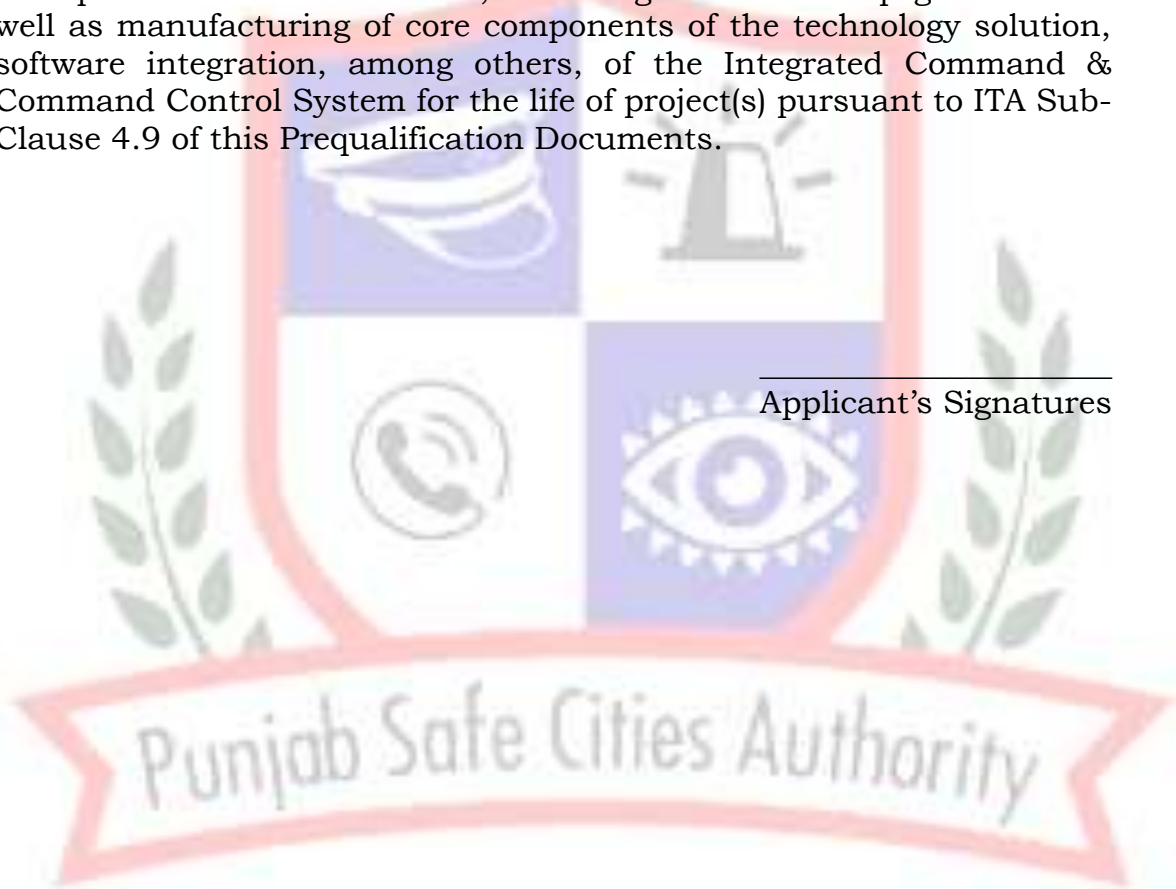 well as manufacturing of core components of the technology solution,
software integration, among others, of the Integrated Command &
Command Control System for the life of project(s) pursuant to ITA Sub-
Clause 4.9 of this Prequalification Documents.
Applicant's Signatures
Punjab Safe Cities Authority